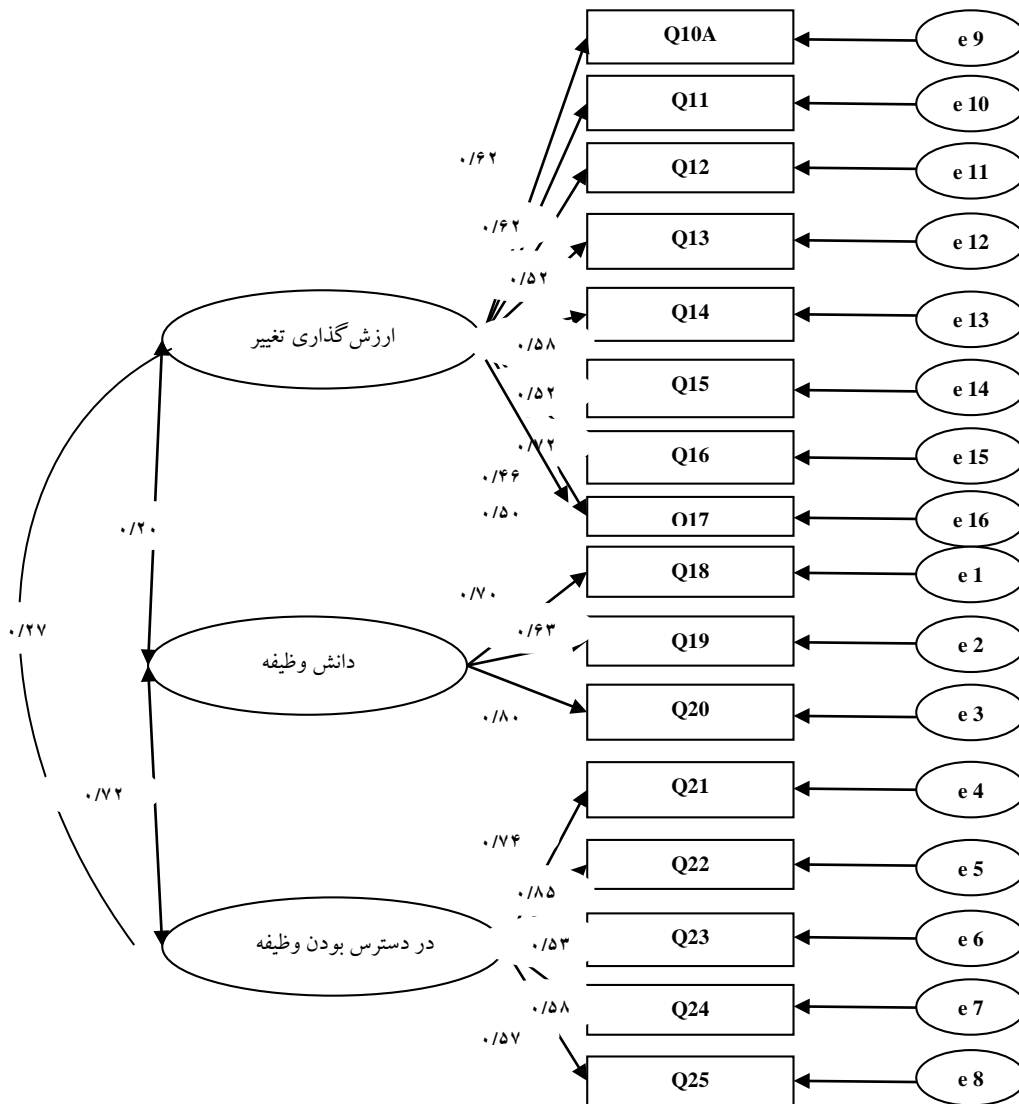 Q10A
e 9
Q11
e 10
۰/۶۲
Q12
e 11
۰/۶۲
Q13
e 12
۰/۵۲
Q14
e 13
ارزش‌گذاری تغییر
۰/۵۸
Q15
e 14
۰/۵۲
۰/۷۲
Q16
e 15
۰/۴۶
۰/۵۰
Q17
e 16
۰/۲۰
Q18
e 1
۰/۷۰
۰/۲۷
۰/۶۳
Q19
e 2
دانش وظیفه
Q20
e 3
۰/۸۰
Q21
e 4
۰/۷۲
۰/۷۴
Q22
e 5
۰/۸۵
در دسترس بودن وظیفه
۰/۵۳
Q23
e 6
۰/۵۸
Q24
e 7
۰/۵۷
Q25
e 8